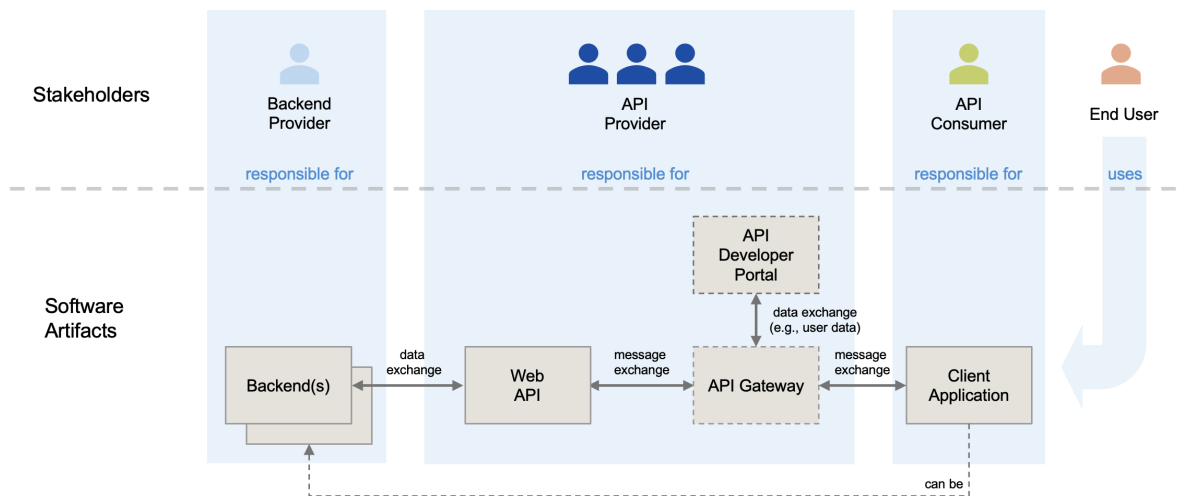 Stakeholders
Backend
Provider
API
Provider
API
Consumer
End User
responsible for
responsible for
responsible for
uses
Software
Artifacts
API
Developer
Portal
data exchange
(e.g., user data)
Backend(s)
data
exchange
Web
API
message
exchange
API Gateway
message
exchange
Client
Application
can be